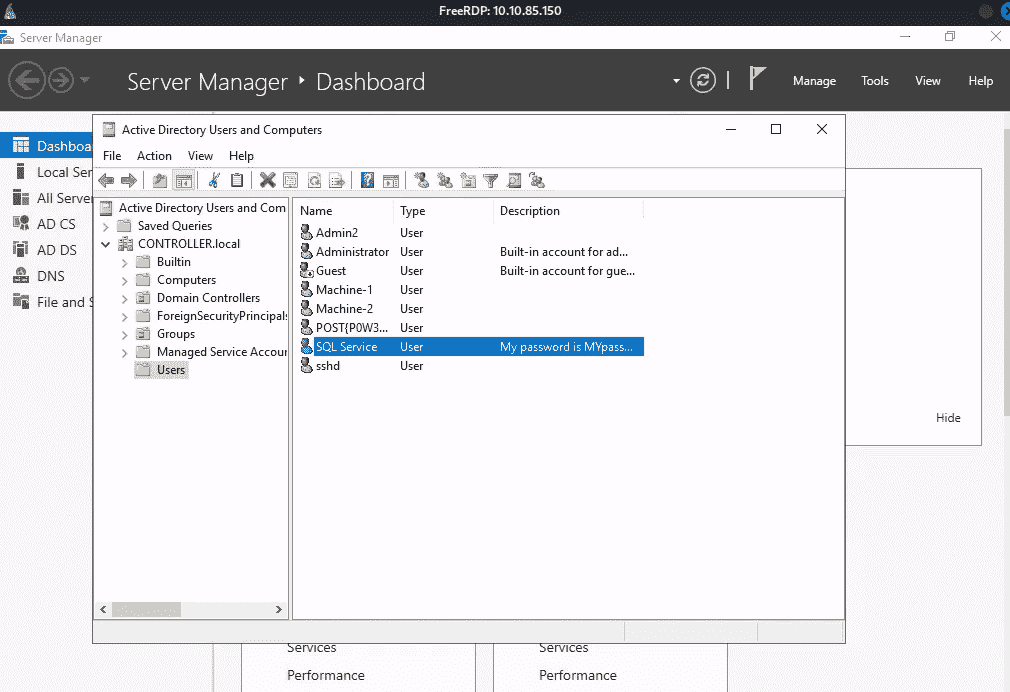 FreeRDP: 10.10.85.150
Server Manager
Server Manager ‣ Dashboard
Manage Tools View Help
Active Directory Users and Computers
File Action View Help
Dashboa
Local Ser
All Server
AD CS
AD DS
DNS
File and S
Active Directory Users and Com
Saved Queries
CONTROLLER.local
Builtin
Computers
Domain Controllers
ForeignSecurityPrincipals
Groups
Managed Service Accour
Users
Name Type Description
Admin2 User
Administrator User Built-in account for ad...
Guest User Built-in account for gue...
Machine-1 User
Machine-2 User
POST{P0W3... User
SQL Service User My password is MYpass...
sshd User
Hide
Services Services
Performance Performance